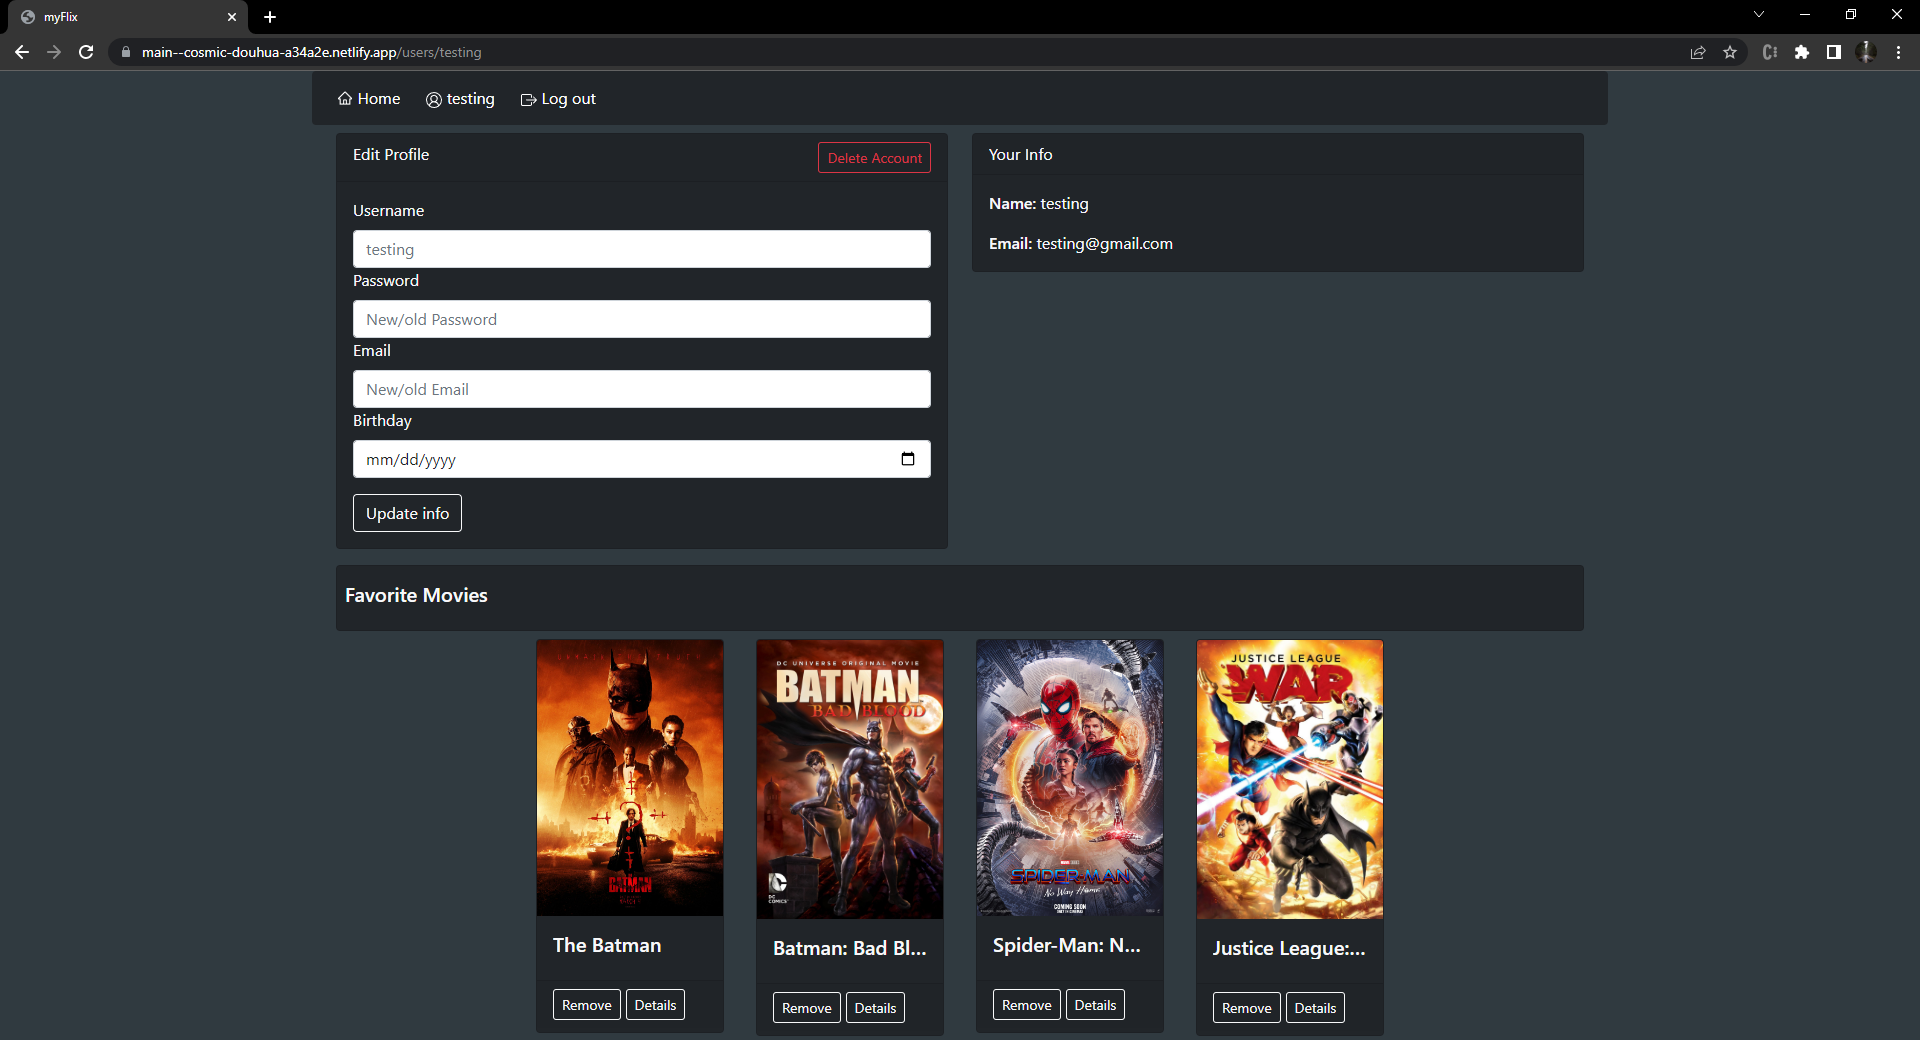 myFlix
main--cosmic-douhua-a34a2e.netlify.app/users/testing
Home testing Log out
Edit Profile
Delete Account
Username
testing
Password
New/old Password
Email
New/old Email
Birthday
mm/dd/yyyy
Update info
Your Info
Name: testing
Email: testing@gmail.com
Favorite Movies
THE BATMAN
The Batman
Remove Details
DC UNIVERSE ORIGINAL MOVIE
BATMAN
BAD BLOOD
DC
COMICS
Batman: Bad Bl...
Remove Details
SPIDER-MAN
No Way Home
COMING SOON
Spider-Man: N...
Remove Details
JUSTICE LEAGUE
WAR
Justice League:...
Remove Details